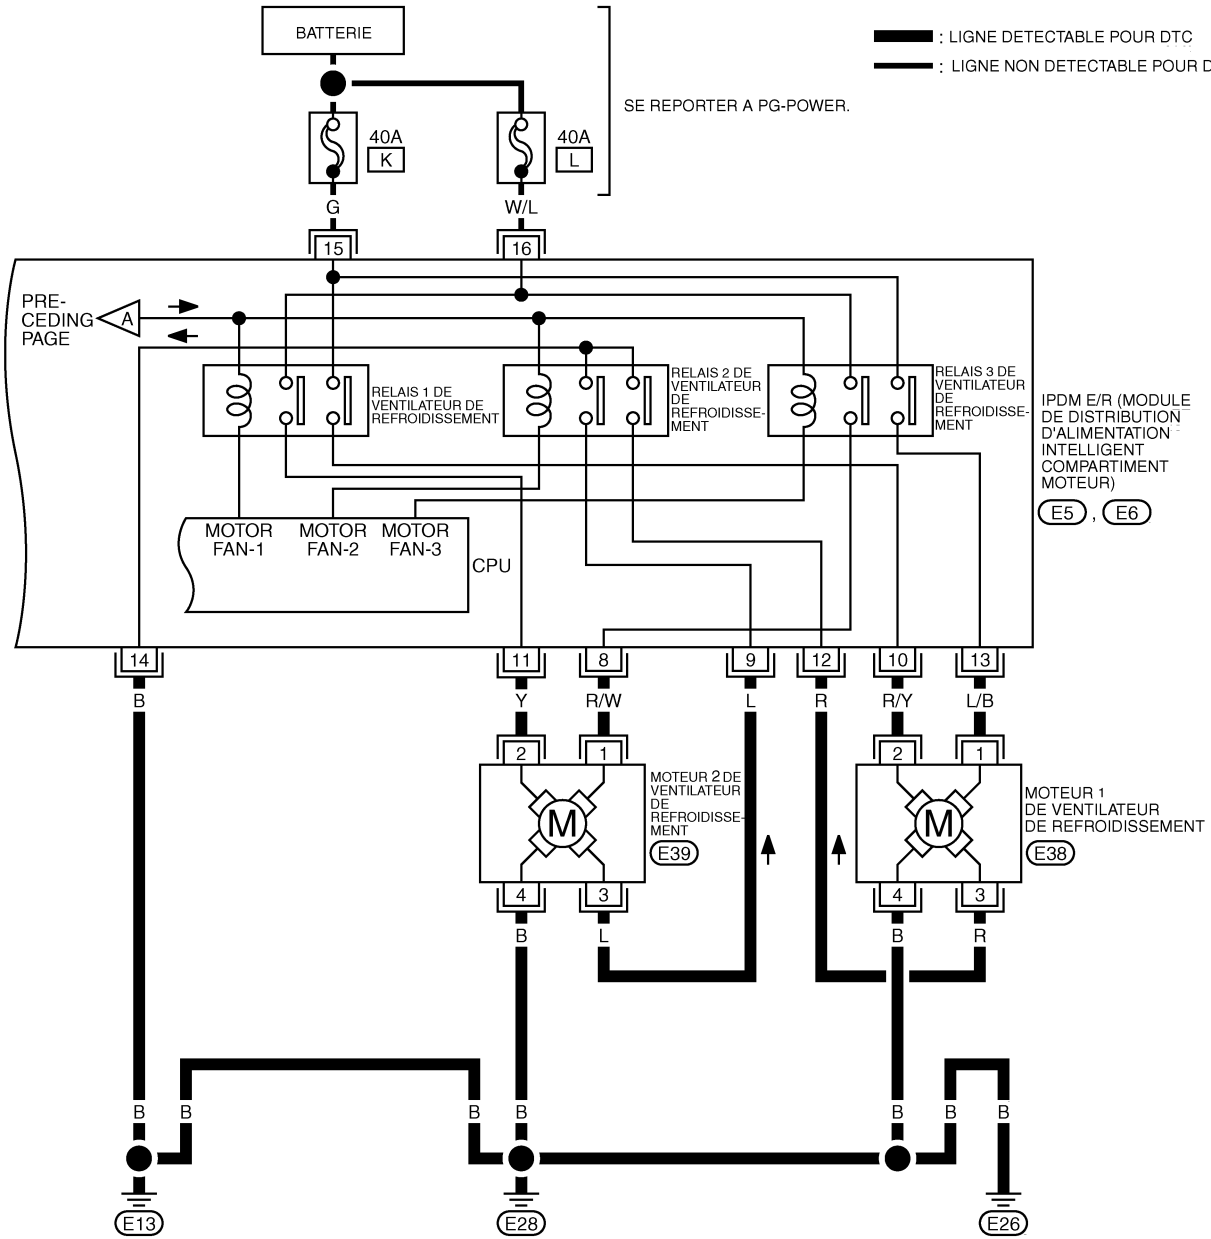 BATTERIE
: LIGNE DETECTABLE POUR DTC
: LIGNE NON DETECTABLE POUR D
SE REPORTER A PG-POWER.
40A
K
40A
L
G
W/L
15
16
PRE-
CEDING
PAGE
A
RELAIS 1 DE
VENTILATEUR DE
REFROIDISSEMENT
RELAIS 2 DE
VENTILATEUR
DE
REFROIDISSE-
MENT
RELAIS 3 DE
VENTILATEUR
DE
REFROIDISSE-
MENT
IPDM E/R (MODULE
DE DISTRIBUTION
D'ALIMENTATION
INTELLIGENT
COMPARTIMENT
MOTEUR)
E5 , E6
MOTOR
FAN-1
MOTOR
FAN-2
MOTOR
FAN-3
CPU
14
11
8
9
12
10
13
B
Y
R/W
L
R
R/Y
L/B
2
1
2
1
MOTEUR 2 DE
VENTILATEUR
DE
REFROIDISSE-
MENT
E39
M
M
MOTEUR 1
DE VENTILATEUR
DE REFROIDISSEMENT
E38
4
3
4
3
B
L
B
R
B
B
B
B
B
B
B
E13
E28
E26